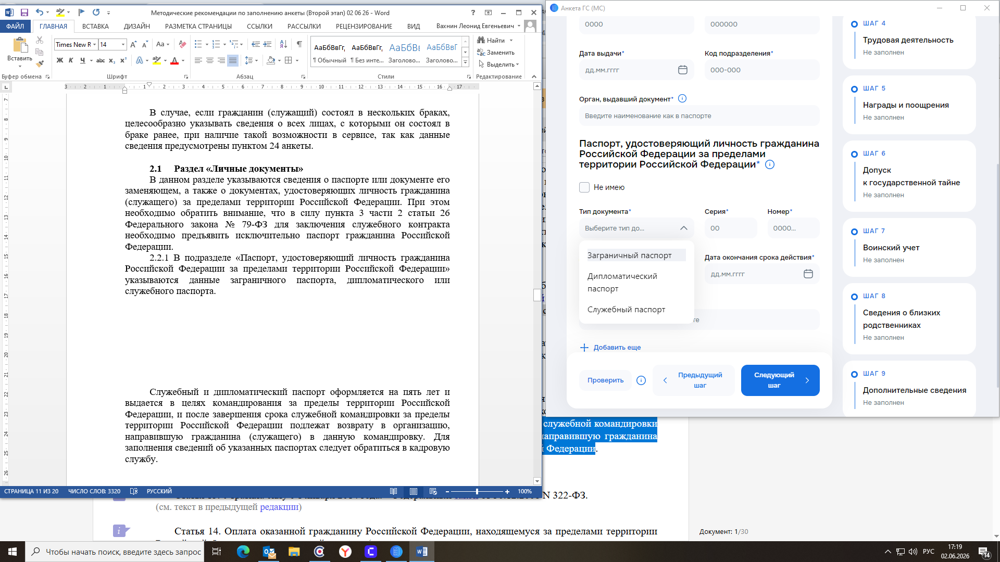 Методические рекомендации по заполнению анкеты (Второй этап) 02 06 26 - Word
ФАЙЛ ГЛАВНАЯ ВСТАВКА ДИЗАЙН РАЗМЕТКА СТРАНИЦЫ ССЫЛКИ РАССЫЛКИ РЕЦЕНЗИРОВАНИЕ ВИД Вахнин Леонид Евгеньевич
Вставить
Times New R 14
Найти
Заменить
Выделить
АаБбВвГг, АаБбВвГг, АаБбВі АаБбВвГ
¶ Обычный ¶ Без инте... Заголово... Заголово...
Буфер обмена Шрифт Абзац Стили Редактирование
В случае, если гражданин (служащий) состоял в нескольких браках,
целесообразно указывать сведения о всех лицах, с которыми он состоял в
браке ранее, при наличие такой возможности в сервисе, так как данные
сведения предусмотрены пунктом 24 анкеты.
2.1 Раздел «Личные документы»
В данном разделе указываются сведения о паспорте или документе его
заменяющем, а также о документах, удостоверяющих личность гражданина
(служащего) за пределами территории Российской Федерации. При этом
необходимо обратить внимание, что в силу пункта 3 части 2 статьи 26
Федерального закона № 79-ФЗ для заключения служебного контракта
необходимо предъявить исключительно паспорт гражданина Российской
Федерации.
2.2.1 В подразделе «Паспорт, удостоверяющий личность гражданина
Российской Федерации за пределами территории Российской Федерации»
указываются данные заграничного паспорта, дипломатического или
служебного паспорта.
Служебный и дипломатический паспорт оформляется на пять лет и
выдается в целях командирования за пределы территории Российской
Федерации, и после завершения срока служебной командировки за пределы
территории Российской Федерации подлежат возврату в организацию,
направившую гражданина (служащего) в данную командировку. Для
заполнения сведений об указанных паспортах следует обратиться в кадровую
службу.
СТРАНИЦА 11 ИЗ 20 ЧИСЛО СЛОВ: 3320 РУССКИЙ 100%
Анкета ГС (МС)
0000 000000
Дата выдачи* Код подразделения*
дд.мм.гггг 000-000
Орган, выдавший документ*
Введите наименование как в паспорте
Паспорт, удостоверяющий личность гражданина
Российской Федерации за пределами
территории Российской Федерации*
Не имею
Тип документа* Серия* Номер*
Выберите тип до... 00 0000...
Заграничный паспорт
Дипломатический
паспорт
Служебный паспорт
Дата окончания срока действия*
дд.мм.гггг
Добавить еще
Проверить
Предыдущий
шаг
Следующий
шаг
ШАГ 4
Трудовая деятельность
Не заполнен
ШАГ 5
Награды и поощрения
Не заполнен
ШАГ 6
Допуск
к государственной тайне
Не заполнен
ШАГ 7
Воинский учет
Не заполнен
ШАГ 8
Сведения о близких
родственниках
Не заполнен
ШАГ 9
Дополнительные сведения
Не заполнен
служебной командировки
направившую гражданина
Федерации.
N 322-ФЗ.
(см. текст в предыдущей редакции)
Статья 14. Оплата оказанной гражданину Российской Федерации, находящемуся за пределами территории
Документ: 1/30
Чтобы начать поиск, введите здесь запрос
РУС
17:19
02.06.2026
14